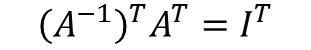 (A⁻¹)ᵀAᵀ = Iᵀ